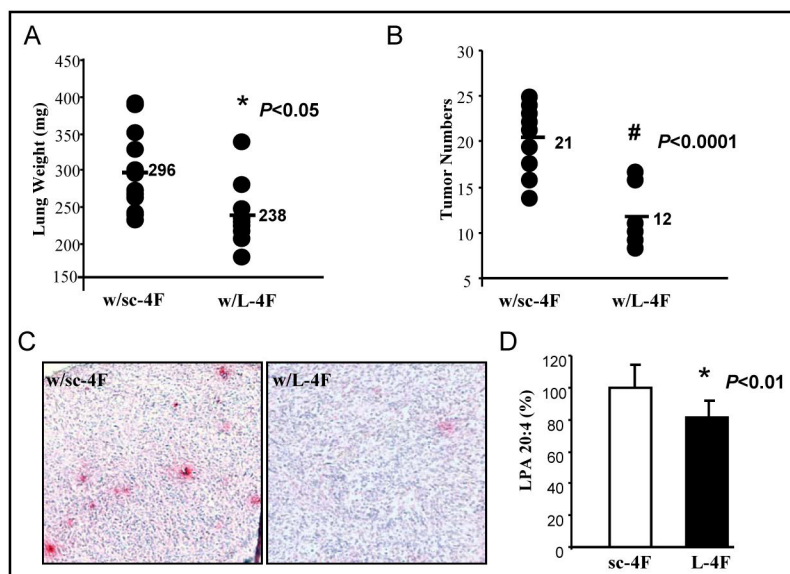 A
450
400
350
300
250
200
150
Lung Weight (mg)
296
238
* P<0.05
w/sc-4F
w/L-4F
B
30
25
20
15
10
5
Tumor Numbers
21
12
#
P<0.0001
w/sc-4F
w/L-4F
C
w/sc-4F
w/L-4F
D
120
100
80
60
40
20
0
LPA 20:4 (%)
* P<0.01
sc-4F
L-4F